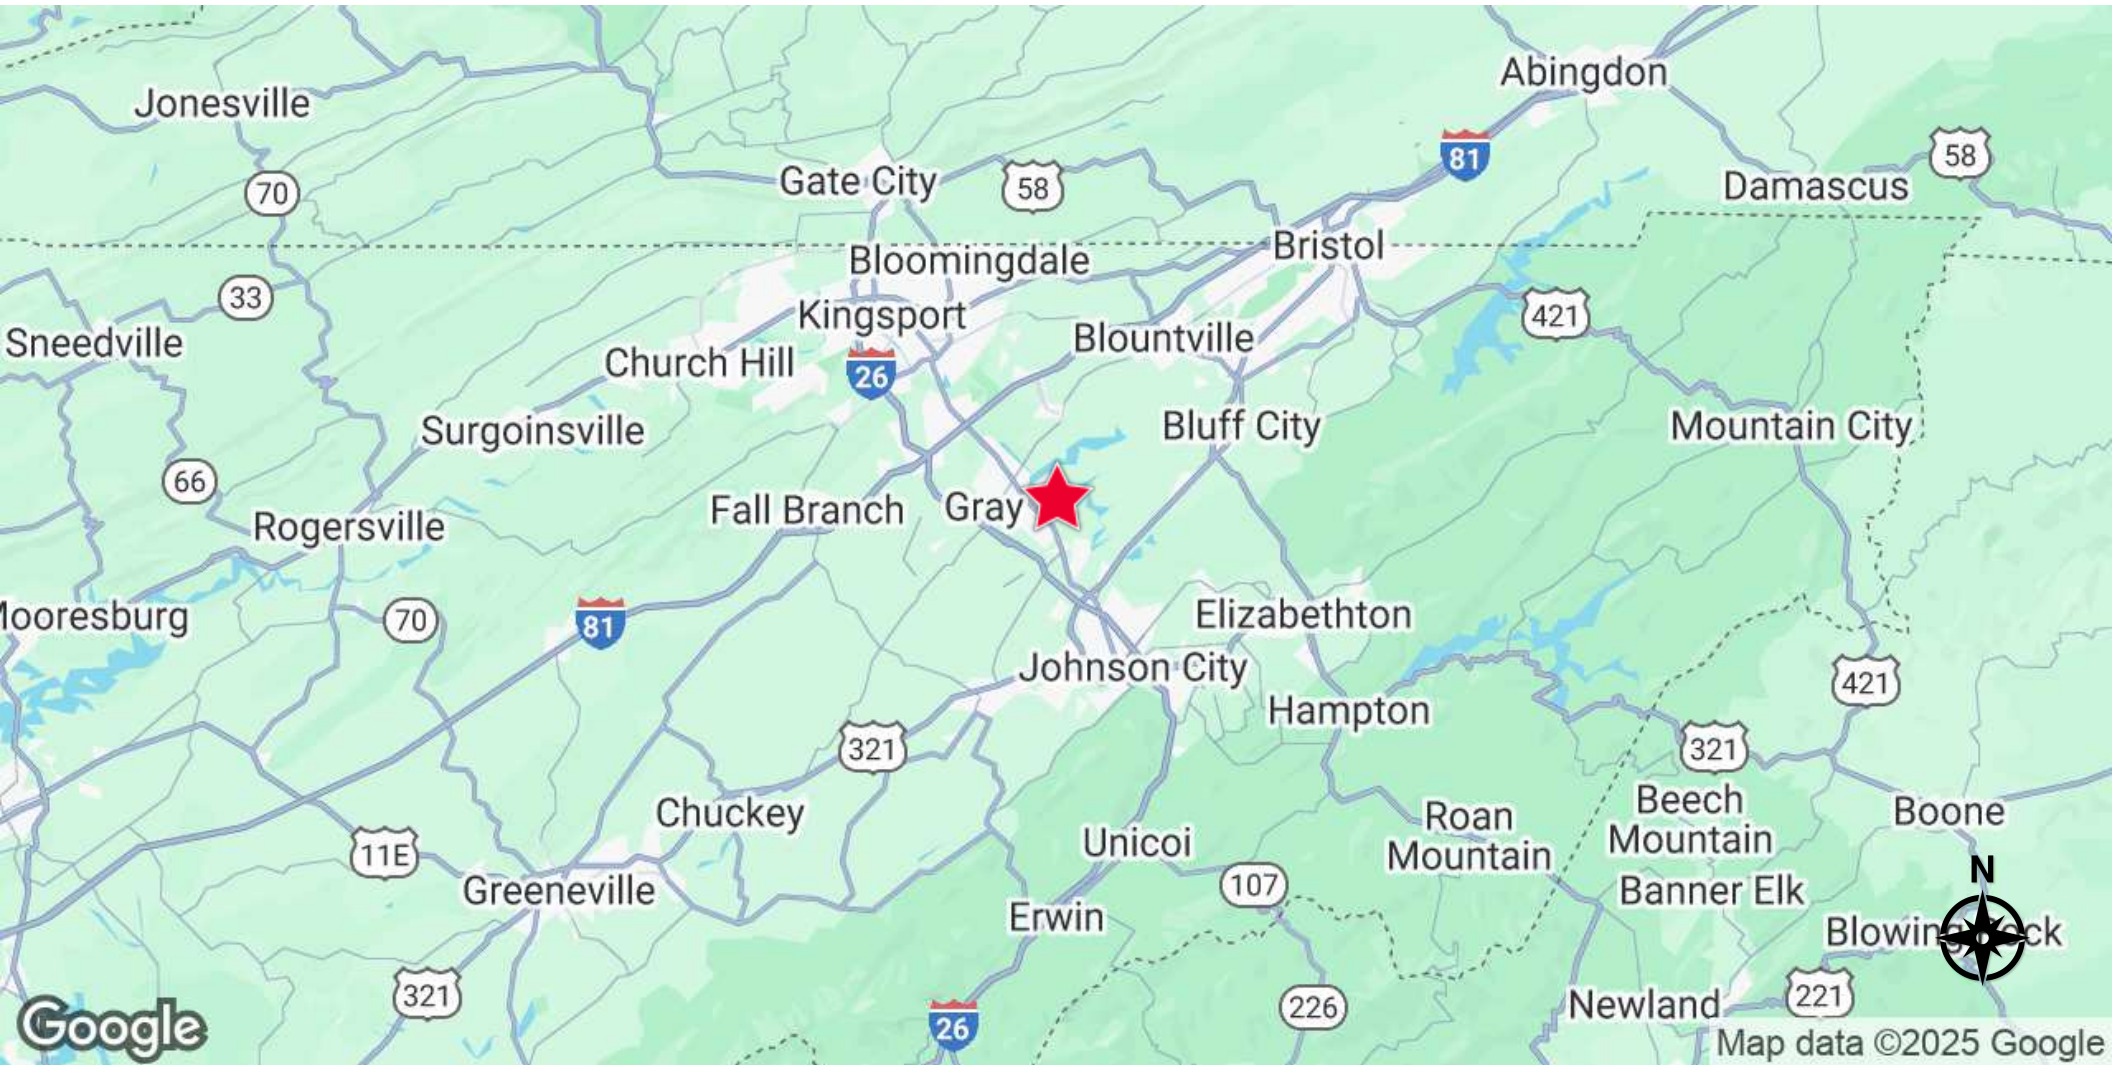 Abingdon
Jonesville
81
58
Gate City
58
Damascus
70
Bristol
Bloomingdale
33
Kingsport
421
Sneedville
Blountville
Church Hill
26
Surgoinsville
Bluff City
Mountain City
66
Fall Branch
Gray
Rogersville
70
81
Elizabethton
Johnson City
421
Hampton
321
321
Chuckey
Beech
Mountain
Boone
Roan
Mountain
Unicoi
11E
N
107
Banner Elk
Greeneville
Erwin
321
221
Newland
226
26
Google
Map data ©2025 Google